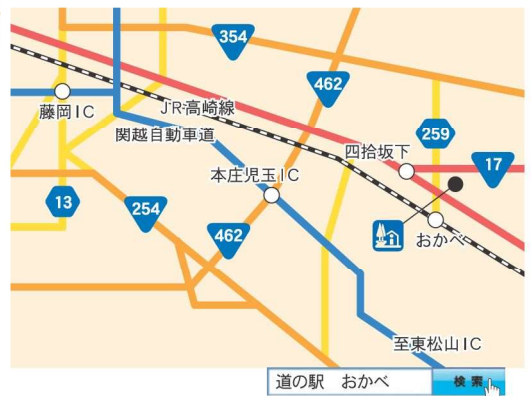 354
462
藤岡IC
JR高崎線
関越自動車道
259
四拾坂下
17
本庄児玉IC
13
254
462
おかべ
至東松山IC
道の駅　おかべ
検索